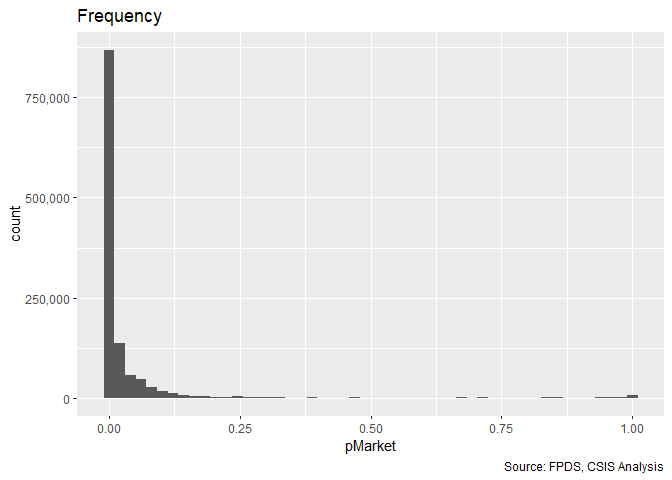 Frequency
750,000
500,000
250,000
0
count
0.00 0.25 0.50 0.75 1.00
pMarket
Source: FPDS, CSIS Analysis